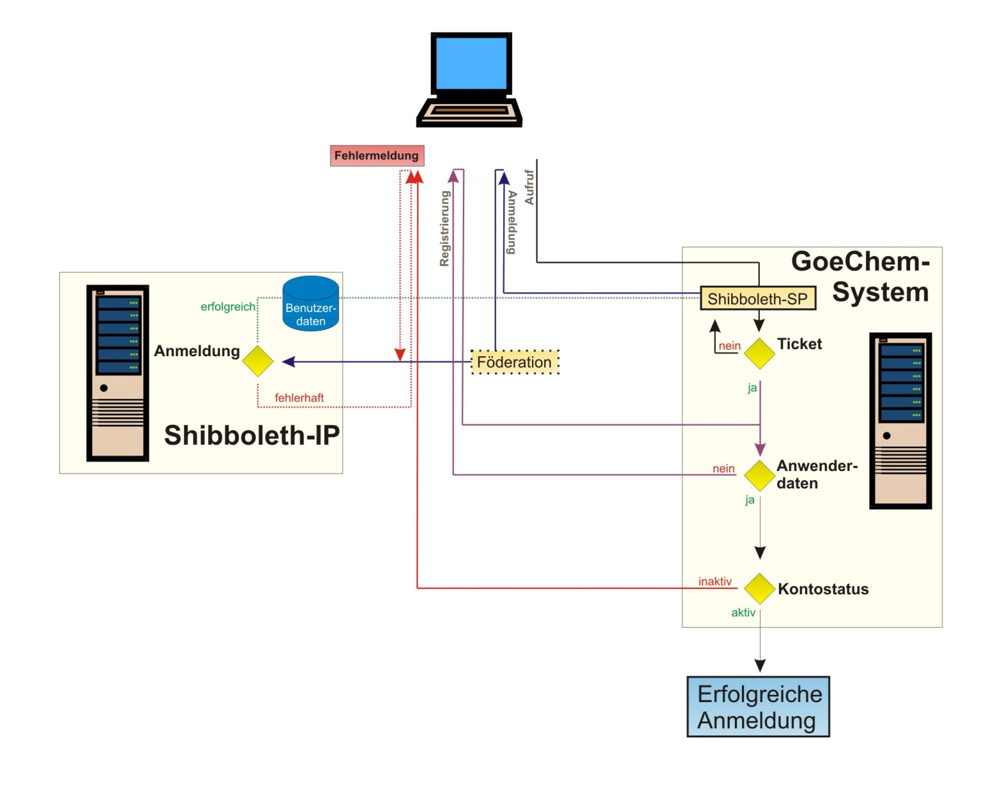 Fehlermeldung
Registrierung
Anmeldung
Aufruf
GoeChem-
System
Shibboleth-SP
erfolgreich
Benutzer-
daten
Anmeldung
nein
Ticket
Föderation
ja
fehlerhaft
Shibboleth-IP
nein
Anwender-
daten
ja
inaktiv
Kontostatus
aktiv
Erfolgreiche
Anmeldung